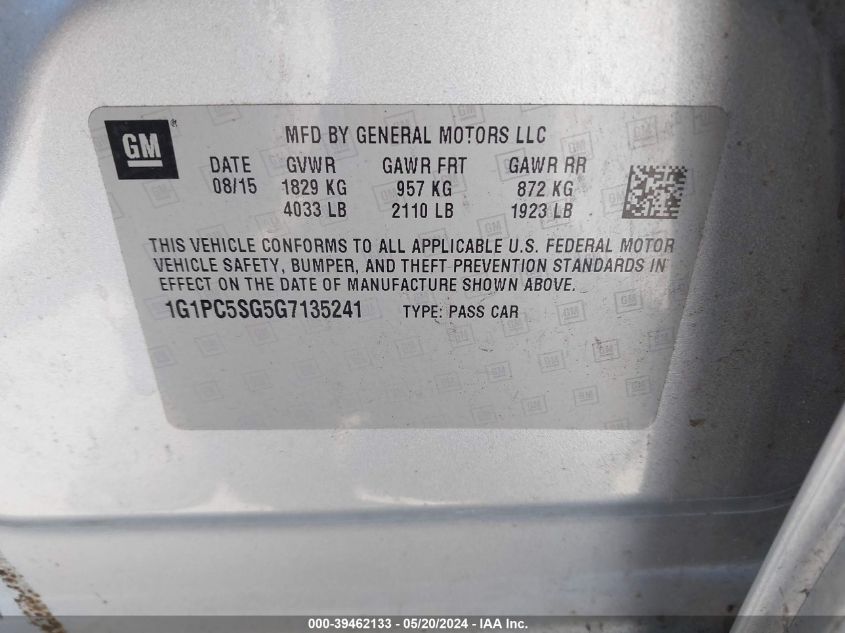 GM
®
MFD BY GENERAL MOTORS LLC
DATE GVWR GAWR FRT GAWR RR
08/15 1829 KG 957 KG 872 KG
4033 LB 2110 LB 1923 LB
THIS VEHICLE CONFORMS TO ALL APPLICABLE U.S. FEDERAL MOTOR
VEHICLE SAFETY, BUMPER, AND THEFT PREVENTION STANDARDS IN
EFFECT ON THE DATE OF MANUFACTURE SHOWN ABOVE.
1G1PC5SG5G7135241 TYPE: PASS CAR
000-39462133 - 05/20/2024 - IAA Inc.